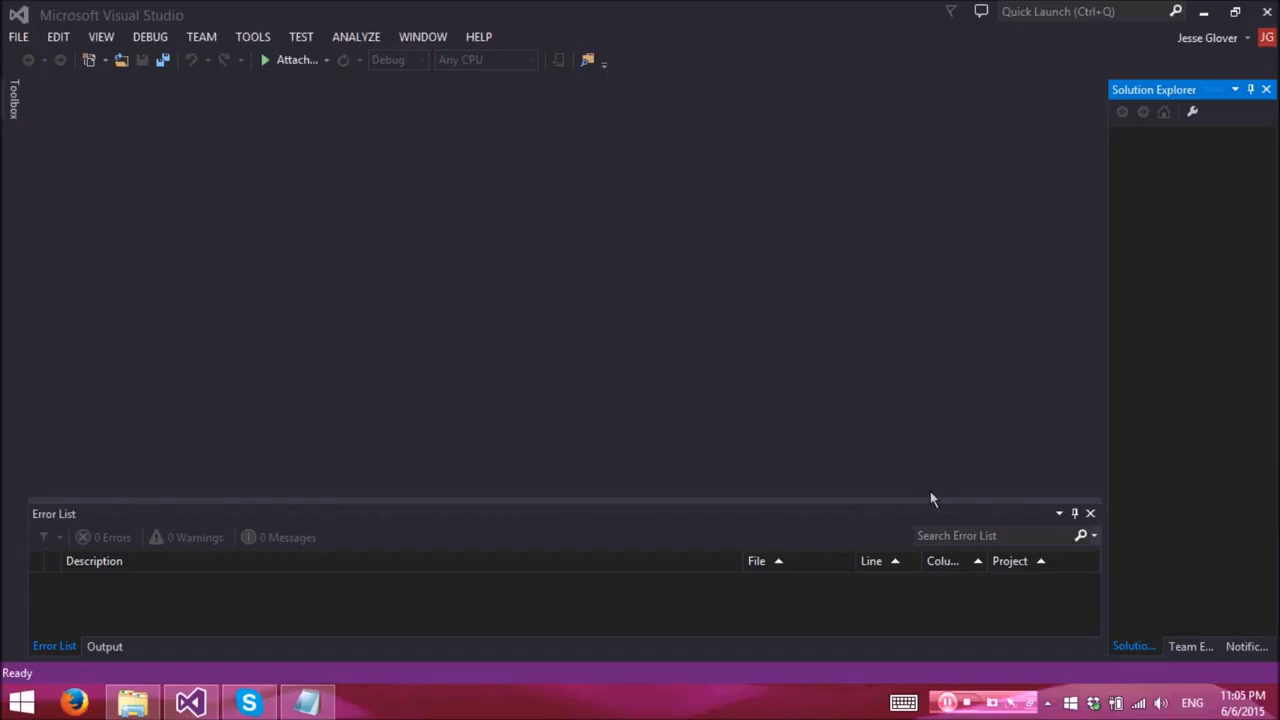 Microsoft Visual Studio
Quick Launch (Ctrl+Q)
FILE EDIT VIEW DEBUG TEAM TOOLS TEST ANALYZE WINDOW HELP
Jesse Glover JG
Attach... Debug Any CPU
Toolbox
Solution Explorer
Error List
0 Errors 0 Warnings 0 Messages
Search Error List
Description File Line Colu... Project
Error List Output
Solutio... Team E... Notific...
Ready
ENG
11:05 PM
6/6/2015